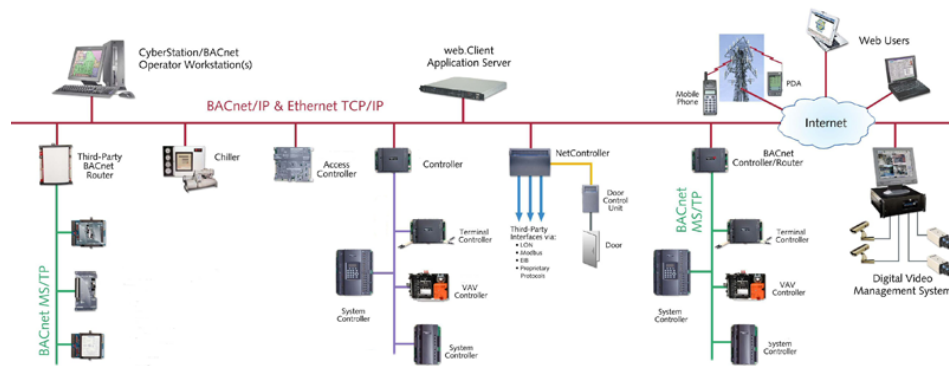 CyberStation/BACnet
Operator Workstation(s)
web.Client
Application Server
Mobile
Phone
PDA
Web Users
Internet
BACnet/IP & Ethernet TCP/IP
Third-Party
BACnet
Router
Chiller
Access
Controller
Controller
NetController
BACnet
Controller/Router
Door
Control
Unit
Door
Third-Party
Interfaces via:
• LON
• Modbus
• EIB
• Proprietary
Protocols
BACnet MS/TP
Terminal
Controller
System
Controller
VAV
Controller
System
Controller
BACnet
MS/TP
Terminal
Controller
System
Controller
VAV
Controller
System
Controller
Digital Video
Management System